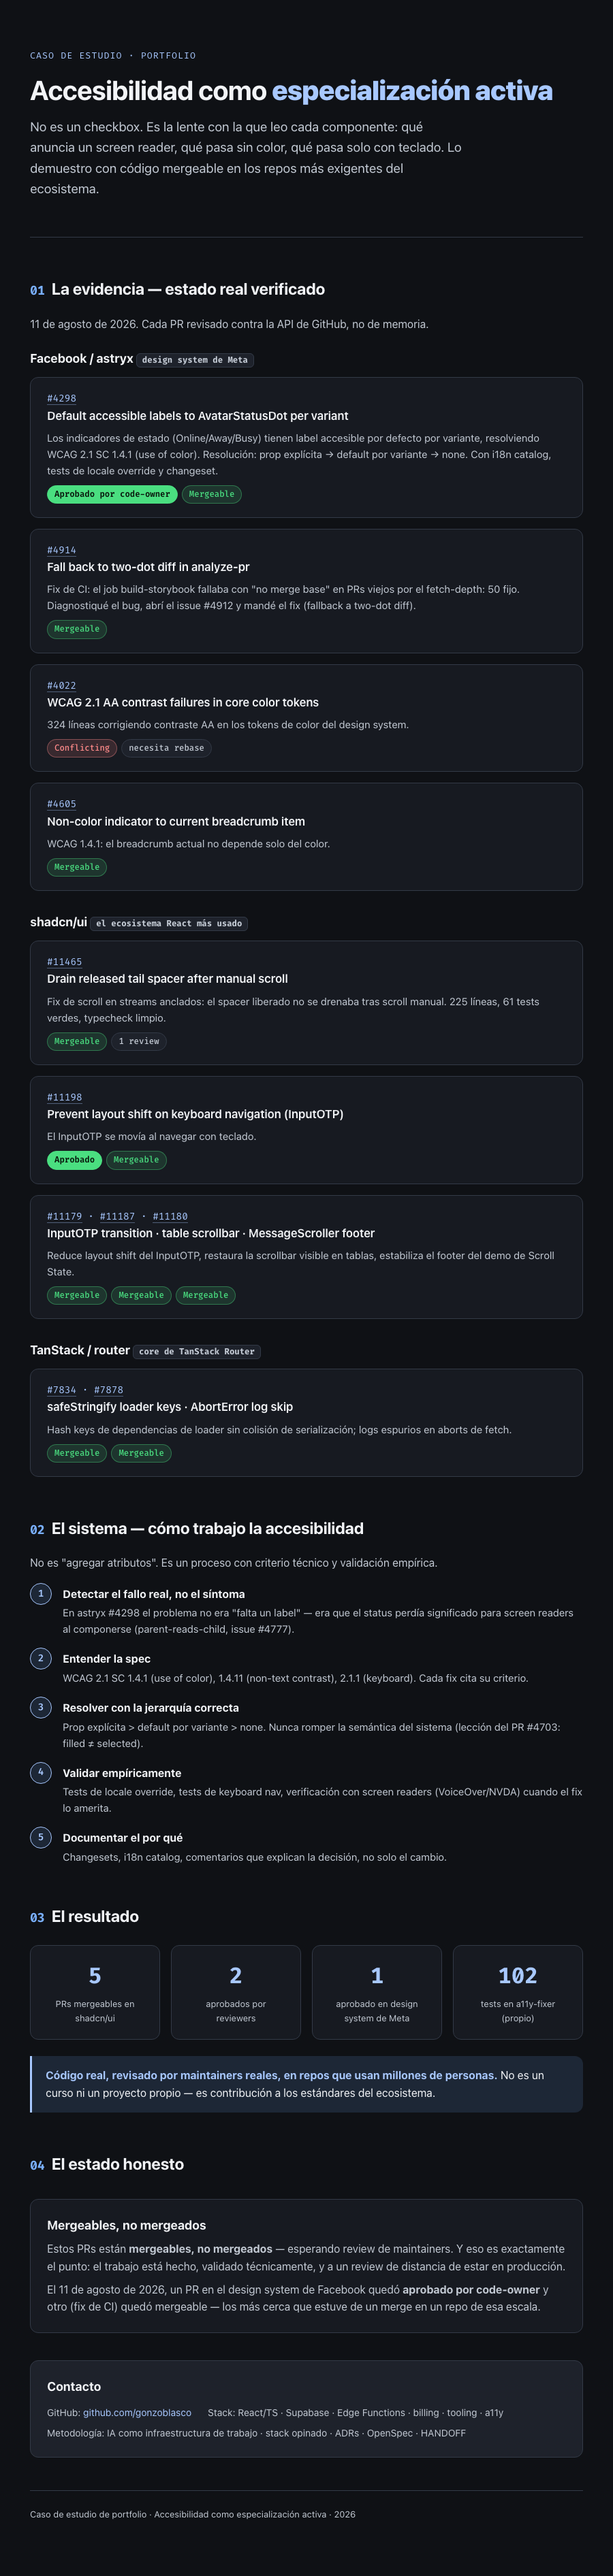 CASO DE ESTUDIO · PORTFOLIO
Accesibilidad como especialización activa
No es un checkbox. Es la lente con la que leo cada componente: qué
anuncia un screen reader, qué pasa sin color, qué pasa solo con teclado. Lo
demuestro con código mergeable en los repos más exigentes del
ecosistema.
01 La evidencia — estado real verificado
11 de agosto de 2026. Cada PR revisado contra la API de GitHub, no de memoria.
Facebook / astryx design system de Meta
#4298
Default accessible labels to AvatarStatusDot per variant
Los indicadores de estado (Online/Away/Busy) tienen label accesible por defecto por variante, resolviendo
WCAG 2.1 SC 1.4.1 (use of color). Resolución: prop explícita → default por variante → none. Con i18n catalog,
tests de locale override y changeset.
Aprobado por code-owner Mergeable
#4914
Fall back to two-dot diff in analyze-pr
Fix de CI: el job build-storybook fallaba con "no merge base" en PRs viejos por el fetch-depth: 50 fijo.
Diagnostiqué el bug, abrí el issue #4912 y mandé el fix (fallback a two-dot diff).
Mergeable
#4022
WCAG 2.1 AA contrast failures in core color tokens
324 líneas corrigiendo contraste AA en los tokens de color del design system.
Conflicting necesita rebase
#4605
Non-color indicator to current breadcrumb item
WCAG 1.4.1: el breadcrumb actual no depende solo del color.
Mergeable
shadcn/ui el ecosistema React más usado
#11465
Drain released tail spacer after manual scroll
Fix de scroll en streams anclados: el spacer liberado no se drenaba tras scroll manual. 225 líneas, 61 tests
verdes, typecheck limpio.
Mergeable 1 review
#11198
Prevent layout shift on keyboard navigation (InputOTP)
El InputOTP se movía al navegar con teclado.
Aprobado Mergeable
#11179 · #11187 · #11180
InputOTP transition · table scrollbar · MessageScroller footer
Reduce layout shift del InputOTP, restaura la scrollbar visible en tablas, estabiliza el footer del demo de Scroll
State.
Mergeable Mergeable Mergeable
TanStack / router core de TanStack Router
#7834 · #7878
safeStringify loader keys · AbortError log skip
Hash keys de dependencias de loader sin colisión de serialización; logs espurios en aborts de fetch.
Mergeable Mergeable
02 El sistema — cómo trabajo la accesibilidad
No es "agregar atributos". Es un proceso con criterio técnico y validación empírica.
1 Detectar el fallo real, no el síntoma
En astryx #4298 el problema no era "falta un label" — era que el status perdía significado para screen readers
al componerse (parent-reads-child, issue #4777).
2 Entender la spec
WCAG 2.1 SC 1.4.1 (use of color), 1.4.11 (non-text contrast), 2.1.1 (keyboard). Cada fix cita su criterio.
3 Resolver con la jerarquía correcta
Prop explícita > default por variante > none. Nunca romper la semántica del sistema (lección del PR #4703:
filled ≠ selected).
4 Validar empíricamente
Tests de locale override, tests de keyboard nav, verificación con screen readers (VoiceOver/NVDA) cuando el fix
lo amerita.
5 Documentar el por qué
Changesets, i18n catalog, comentarios que explican la decisión, no solo el cambio.
03 El resultado
5
PRs mergeables en
shadcn/ui
2
aprobados por
reviewers
1
aprobado en design
system de Meta
102
tests en a11y-fixer
(propio)
Código real, revisado por maintainers reales, en repos que usan millones de personas. No es un
curso ni un proyecto propio — es contribución a los estándares del ecosistema.
04 El estado honesto
Mergeables, no mergeados
Estos PRs están mergeables, no mergeados — esperando review de maintainers. Y eso es exactamente
el punto: el trabajo está hecho, validado técnicamente, y a un review de distancia de estar en producción.
El 11 de agosto de 2026, un PR en el design system de Facebook quedó aprobado por code-owner y
otro (fix de CI) quedó mergeable — los más cerca que estuve de un merge en un repo de esa escala.
Contacto
GitHub: github.com/gonzoblasco Stack: React/TS · Supabase · Edge Functions · billing · tooling · a11y
Metodología: IA como infraestructura de trabajo · stack opinado · ADRs · OpenSpec · HANDOFF
Caso de estudio de portfolio · Accesibilidad como especialización activa · 2026